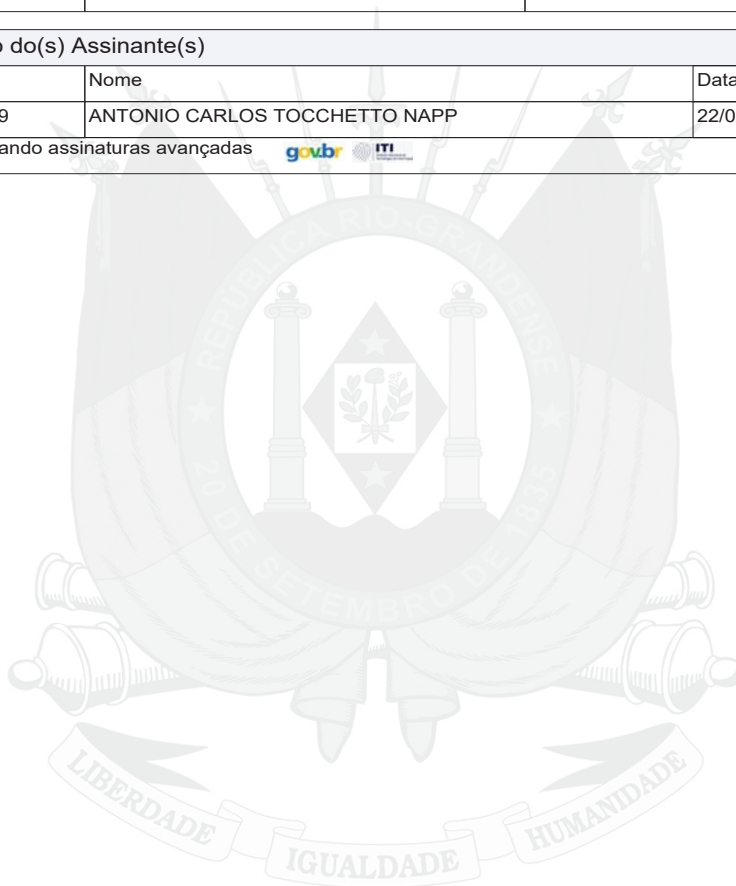 o do(s) Assinante(s)
Nome
Data
9
ANTONIO CARLOS TOCCHETTO NAPP
22/0
ando assinaturas avançadas
gov.br ITI
REPÚBLICA RIO-GRANDENSE
20 DE SETEMBRO DE 1835
LIBERDADE
IGUALDADE
HUMANIDADE